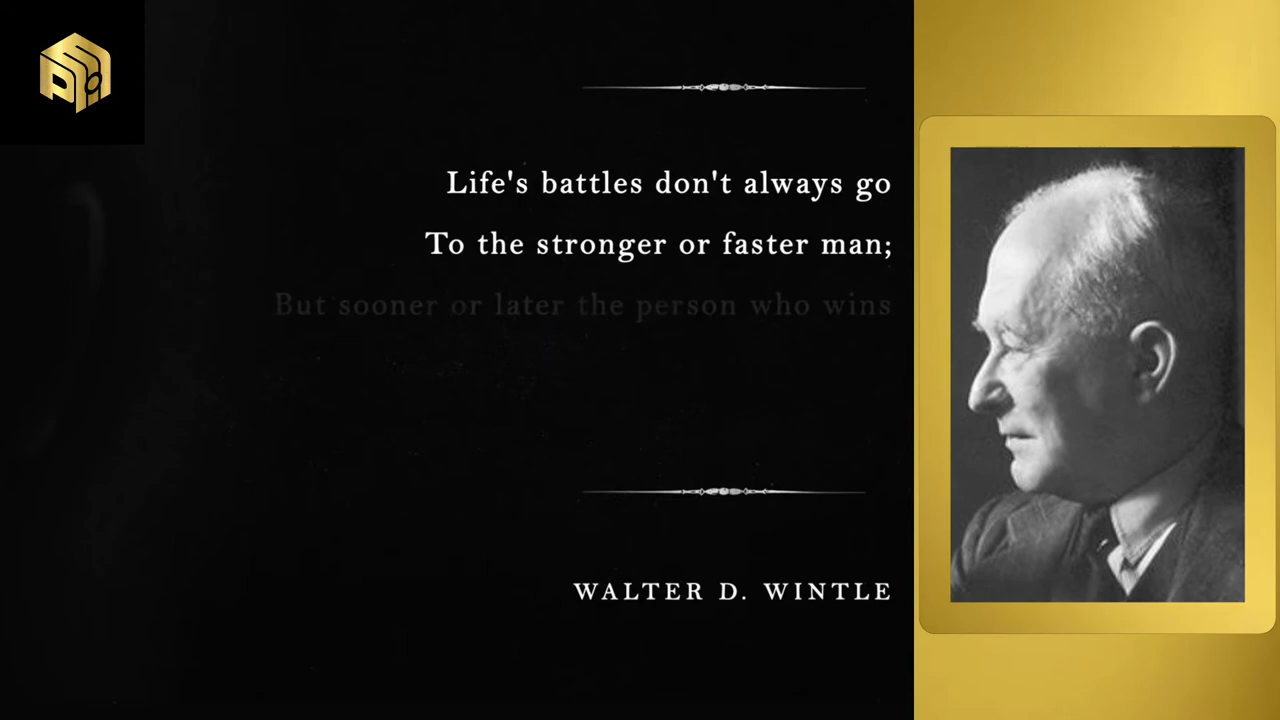 Life's battles don't always go
To the stronger or faster man;
But sooner or later the person who wins
WALTER D. WINTLE